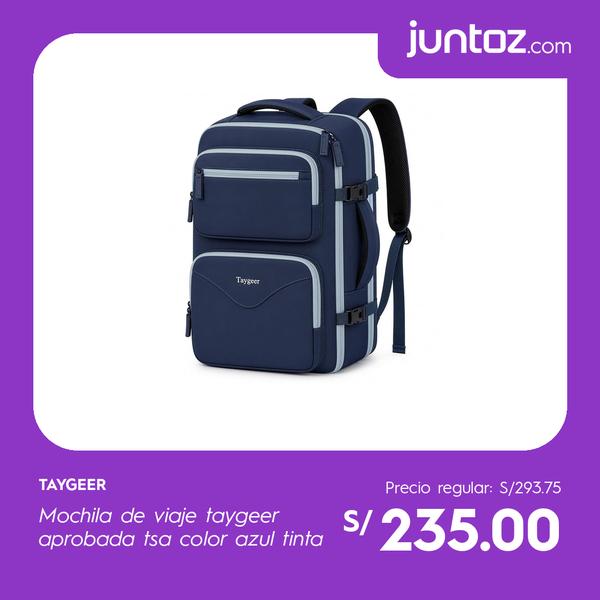 juntoz.com
Taygeer
TAYGEER
Mochila de viaje taygeer
aprobada tsa color azul tinta
Precio regular: S/293.75
S/ 235.00